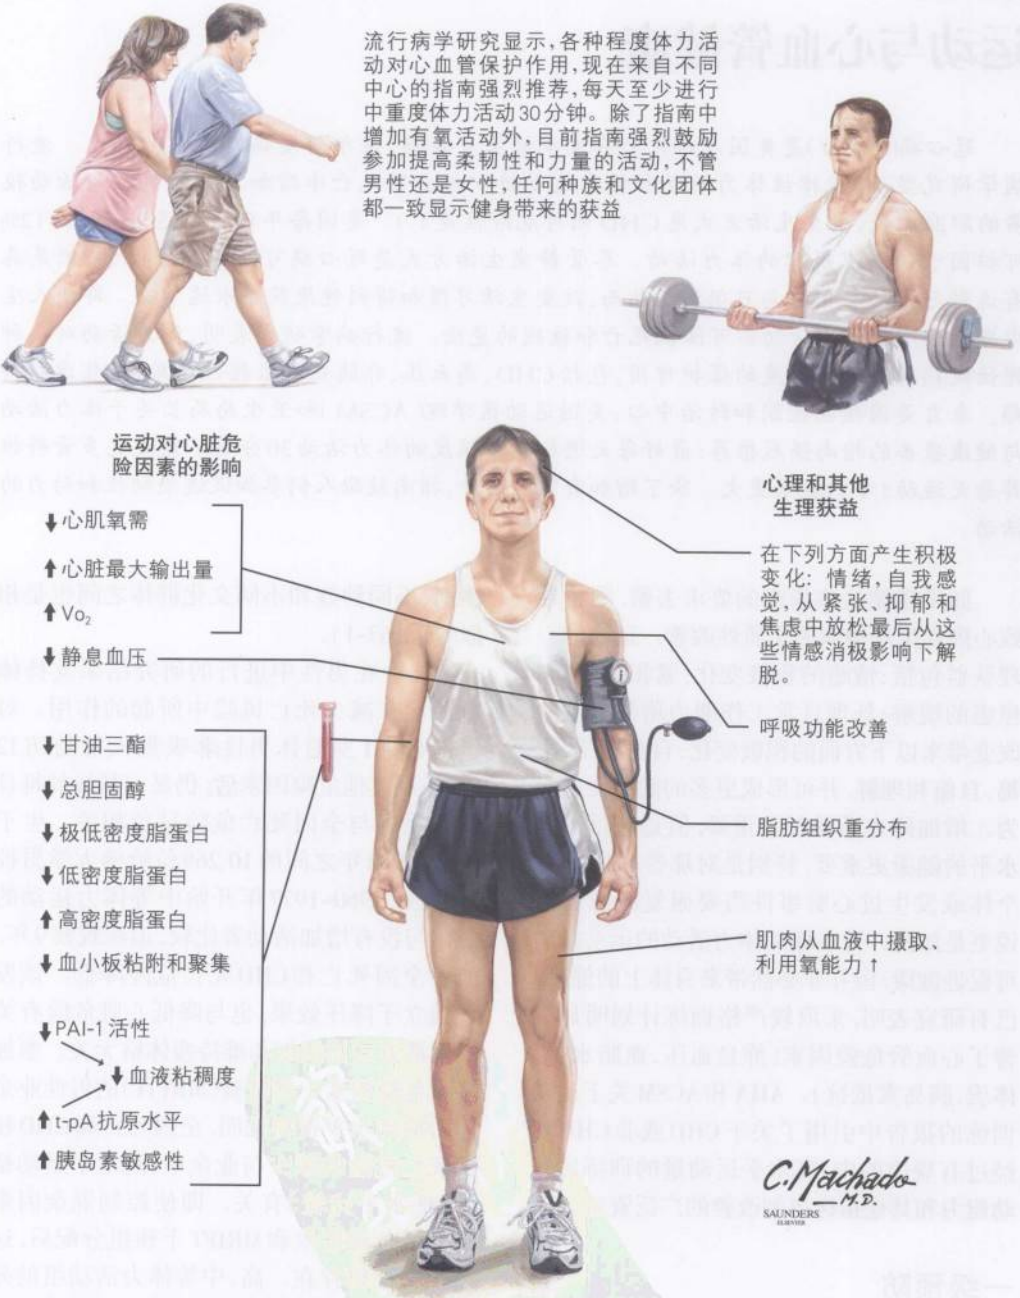 流行病学研究显示,各种程度体力活
动对心血管保护作用,现在来自不同
中心的指南强烈推荐,每天至少进行
中重度体力活动30分钟。除了指南中
增加有氧活动外,目前指南强烈鼓励
参加提高柔韧性和力量的活动,不管
男性还是女性,任何种族和文化团体
都一致显示健身带来的获益
运动对心脏危
险因素的影响
↓心肌氧需
↑心脏最大输出量
↑Vo₂
↓静息血压
↓甘油三酯
↓总胆固醇
↓极低密度脂蛋白
↓低密度脂蛋白
↑高密度脂蛋白
↓血小板粘附和聚集
↓PAI-1活性
↓血液粘稠度
↑t-pA抗原水平
↑胰岛素敏感性
心理和其他
生理获益
在下列方面产生积极
变化: 情绪,自我感
觉,从紧张、抑郁和
焦虑中放松最后从这
些情感消极影响下解
脱。
呼吸功能改善
脂肪组织重分布
肌肉从血液中摄取、
利用氧能力↑
C.Machado
M.D.
SAUNDERS
ELSEVIER